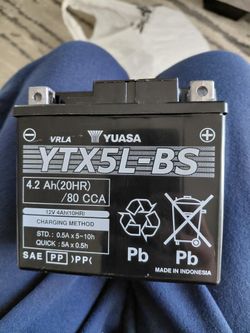 VRLA YUASA
YTX5L-BS
4.2 Ah(20HR)
/80 CCA
12V 4AH(10HR)
CHARGING METHOD
STD. : 0.5A x 5~10h
QUICK : 5A x 0.5h
SAE PP >PP<
Pb Pb
MADE IN INDONESIA